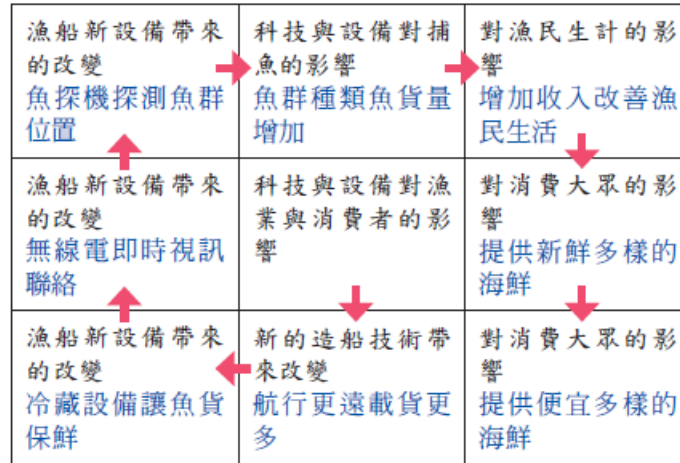 漁船新設備帶來
的改變
魚探機探測魚群
位置
科技與設備對捕
魚的影響
魚群種類魚貨量
增加
對漁民生計的影
響
增加收入改善漁
民生活
漁船新設備帶來
的改變
無線電即時視訊
聯絡
科技與設備對漁
業與消費者的影
響
對消費大眾的影
響
提供新鮮多樣的
海鮮
漁船新設備帶來
的改變
冷藏設備讓魚貨
保鮮
新的造船技術帶
來改變
航行更遠載貨更
多
對消費大眾的影
響
提供便宜多樣的
海鮮